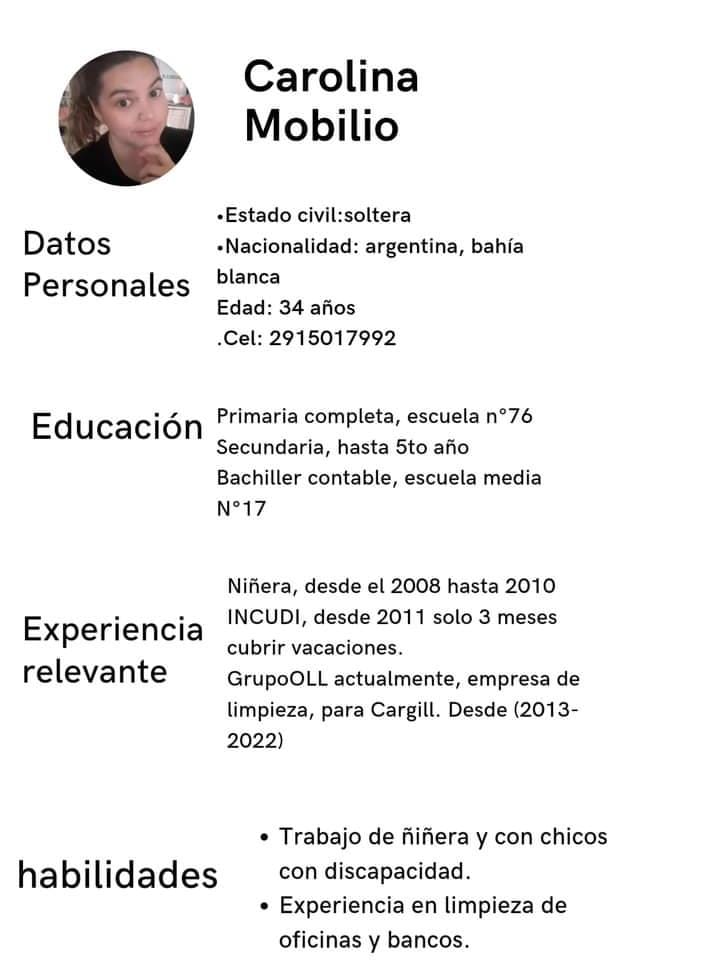 Carolina
Mobilio
Datos
Personales
•Estado civil:soltera
•Nacionalidad: argentina, bahía
blanca
Edad: 34 años
.Cel: 2915017992
Educación
Primaria completa, escuela n°76
Secundaria, hasta 5to año
Bachiller contable, escuela media
N°17
Experiencia
relevante
Niñera, desde el 2008 hasta 2010
INCUDI, desde 2011 solo 3 meses
cubrir vacaciones.
GrupoOLL actualmente, empresa de
limpieza, para Cargill. Desde (2013-
2022)
habilidades
• Trabajo de ñiñera y con chicos
con discapacidad.
• Experiencia en limpieza de
oficinas y bancos.